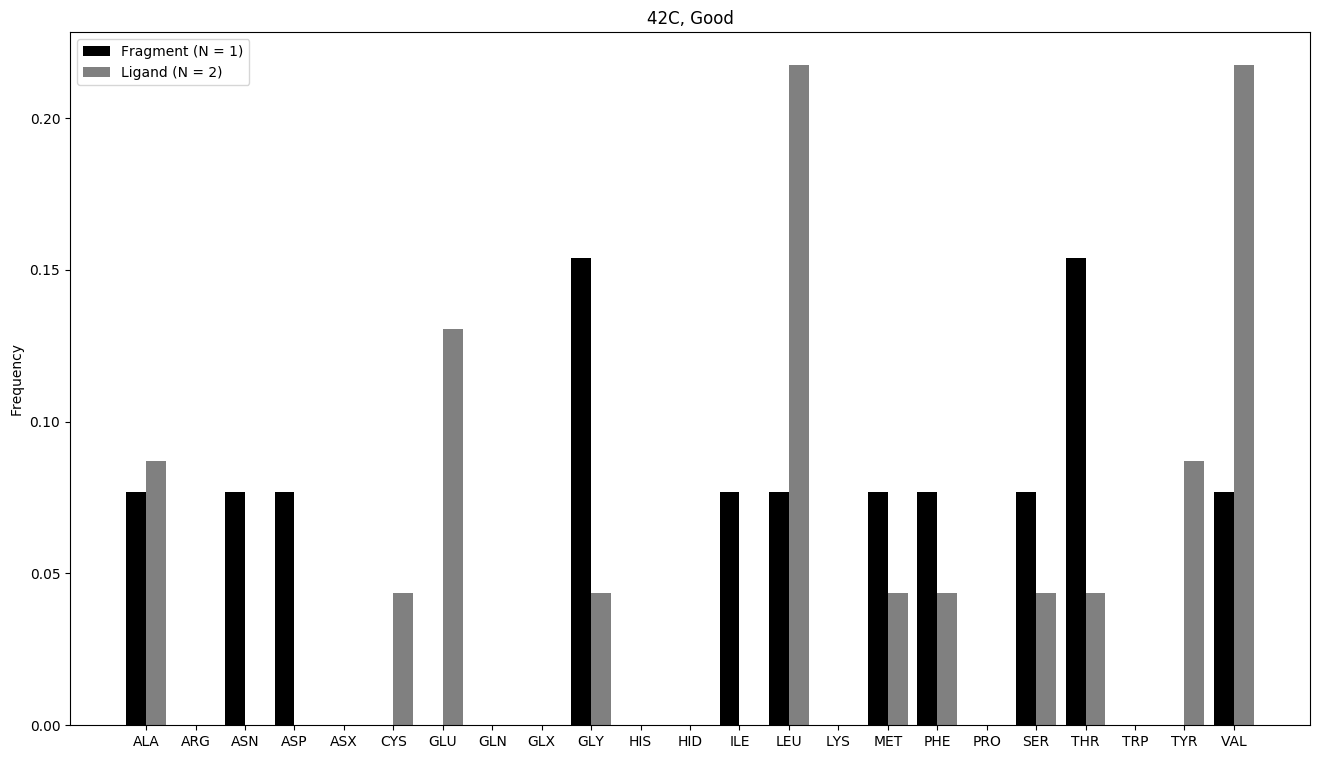 42C, Good
Fragment (N = 1)
Ligand (N = 2)
Frequency
0.20
0.15
0.10
0.05
0.00
ALA ARG ASN ASP ASX CYS GLU GLN GLX GLY HIS HID ILE LEU LYS MET PHE PRO SER THR TRP TYR VAL